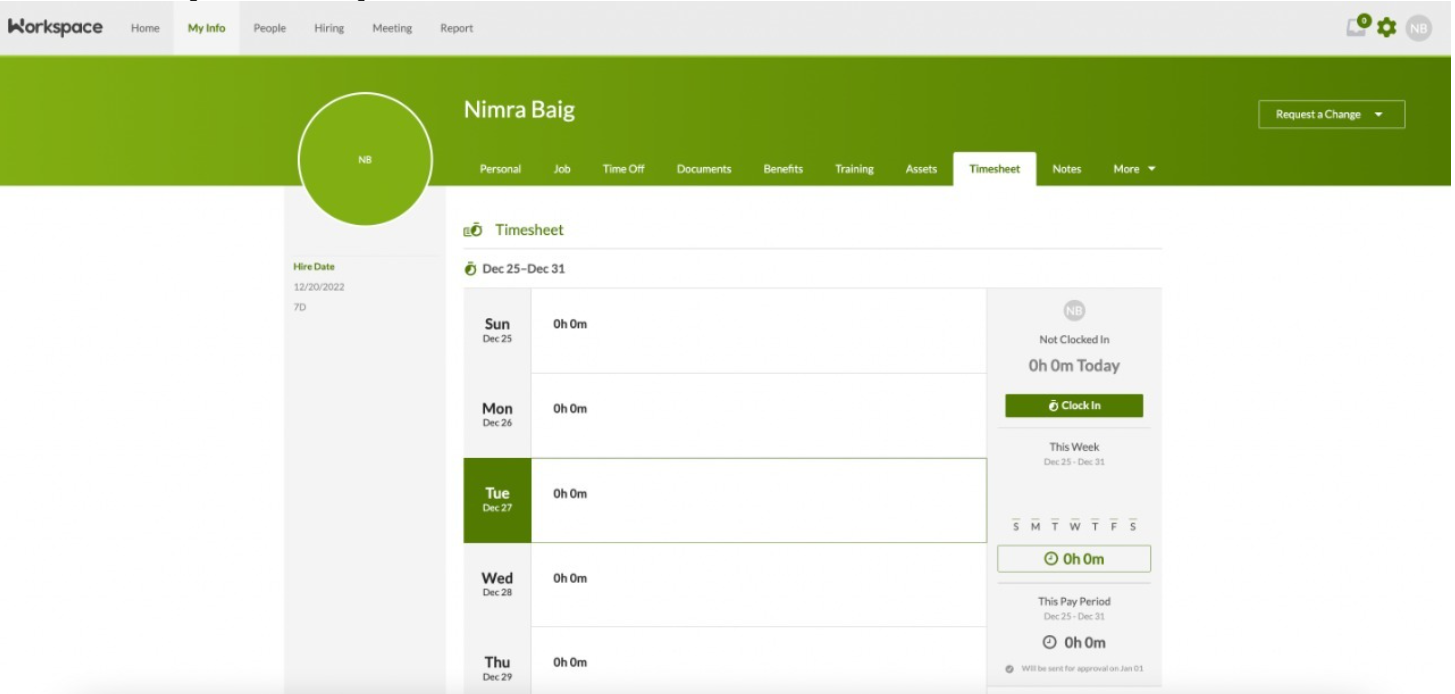 Workspace Home My Info People Hiring Meeting Report 0 NB
Nimra Baig
Request a Change
NB
Personal Job Time Off Documents Benefits Training Assets Timesheet Notes More
Timesheet
Hire Date
12/20/2022
7D
Dec 25–Dec 31
Sun
Dec 25
0h 0m
Mon
Dec 26
0h 0m
Tue
Dec 27
0h 0m
Wed
Dec 28
0h 0m
Thu
Dec 29
0h 0m
NB
Not Clocked In
0h 0m Today
Clock In
This Week
Dec 25 - Dec 31
S M T W T F S
0h 0m
This Pay Period
Dec 25 - Dec 31
0h 0m
Will be sent for approval on Jan 01